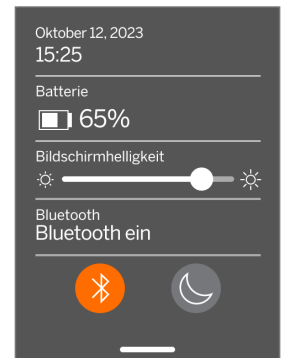 Oktober 12, 2023
15:25
Batterie
65%
Bildschirmhelligkeit
Bluetooth
Bluetooth ein